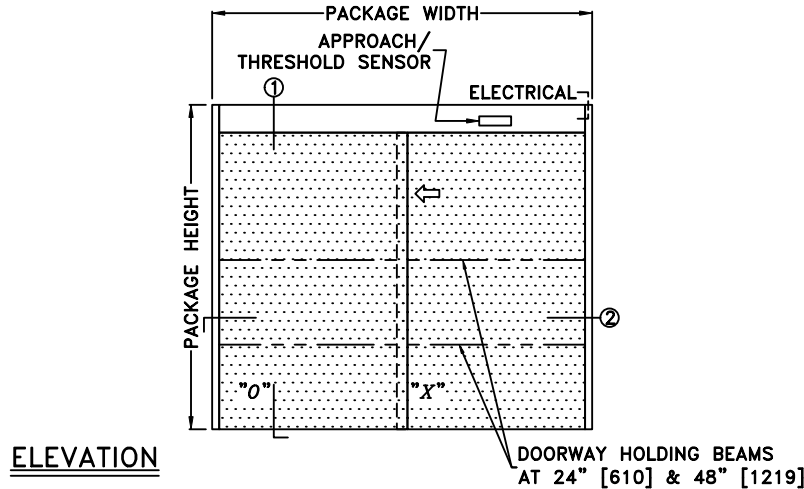 PACKAGE WIDTH
APPROACH/
THRESHOLD SENSOR
1
ELECTRICAL
PACKAGE HEIGHT
2
"O"
"X"
ELEVATION
DOORWAY HOLDING BEAMS
AT 24" [610] & 48" [1219]